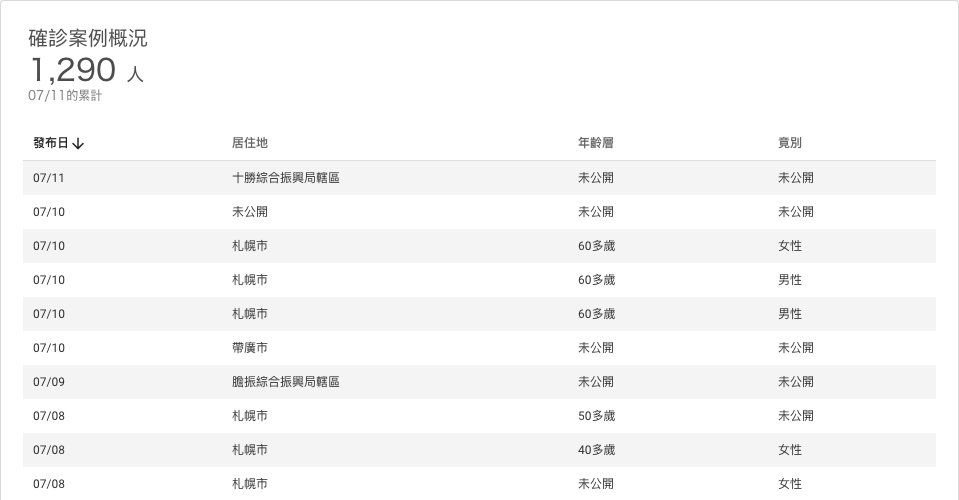 確診案例概況
1,290 人
07/11的累計
發布日↓ 居住地 年齡層 竟別
07/11 十勝綜合振興局轄區 未公開 未公開
07/10 未公開 未公開 未公開
07/10 札幌市 60多歲 女性
07/10 札幌市 60多歲 男性
07/10 札幌市 60多歲 男性
07/10 帶廣市 未公開 未公開
07/09 膽振綜合振興局轄區 未公開 未公開
07/08 札幌市 50多歲 未公開
07/08 札幌市 40多歲 女性
07/08 札幌市 未公開 女性